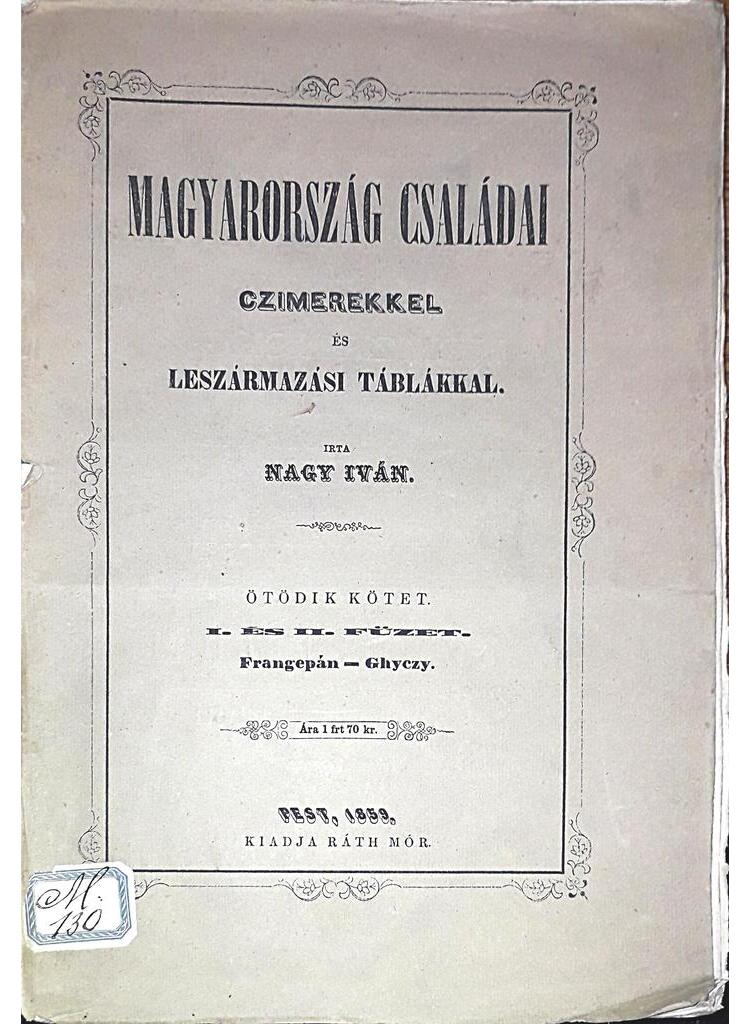 MAGYARORSZÁG CSALÁDAI
CZIMEREKKEL
ÉS
LESZÁRMAZÁSI TÁBLÁKKAL.
IRTA
NAGY IVÁN.
ÖTÖDIK KÖTET.
I. ÉS II. FÜZET.
Frangepán — Ghyczy.
Ára 1 frt 70 kr.
PEST, 1859.
KIADJA RÁTH MÓR.
M.
130